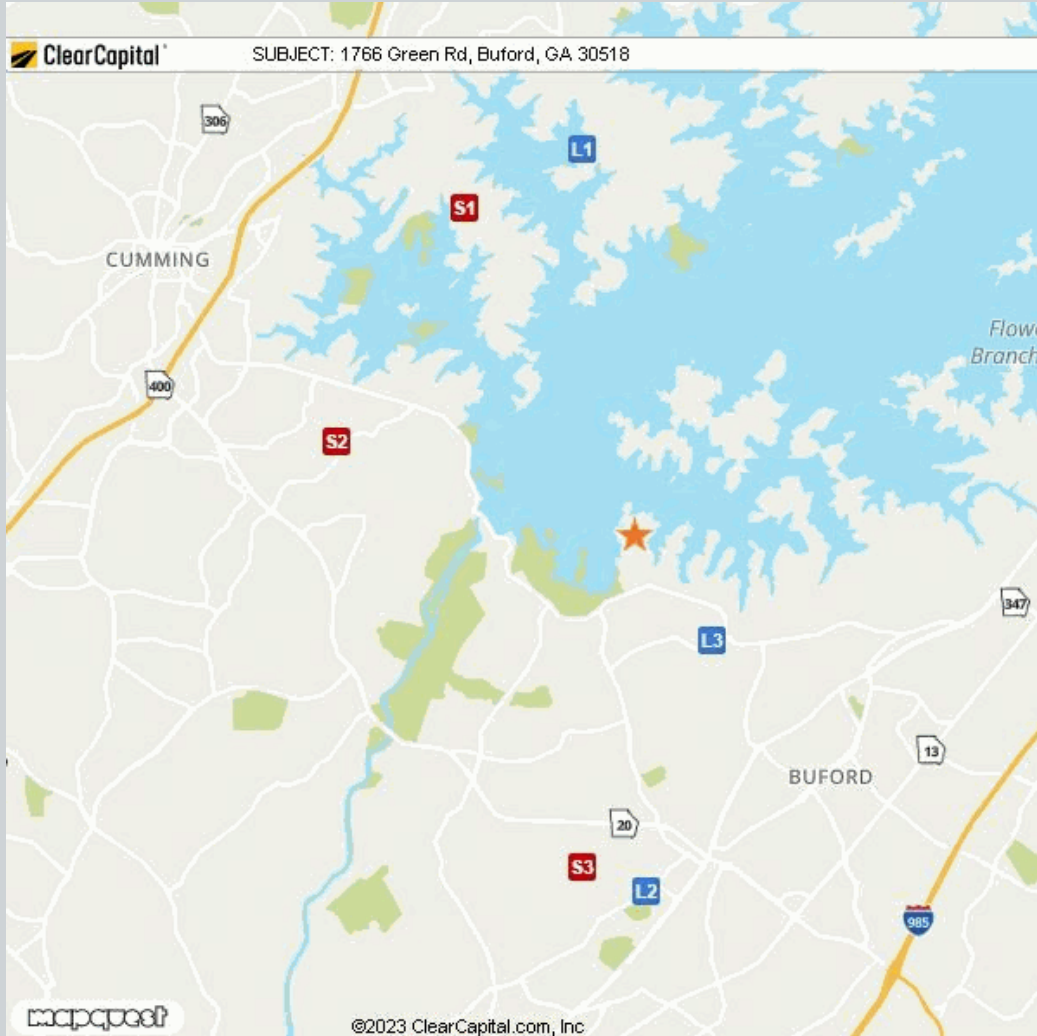 ClearCapital
SUBJECT: 1766 Green Rd, Buford, GA 30518
306
L1
S1
CUMMING
Flowe
Branch
400
S2
347
L3
13
BUFORD
20
S3
L2
985
mapquest
©2023 ClearCapital.com, Inc